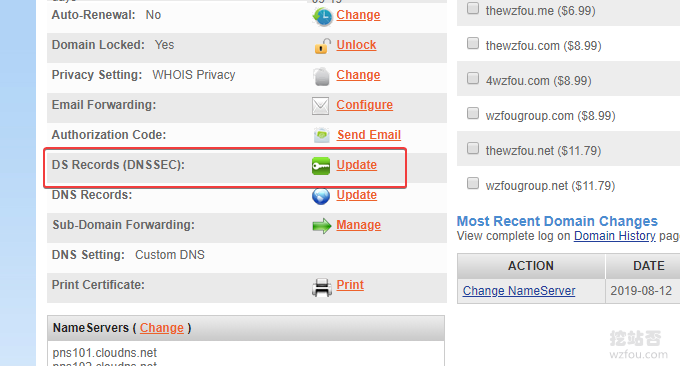 Auto-Renewal: No Change
Domain Locked: Yes Unlock
Privacy Setting: WHOIS Privacy Change
Email Forwarding: Configure
Authorization Code: Send Email
DS Records (DNSSEC): Update
DNS Records: Update
Sub-Domain Forwarding: Manage
DNS Setting: Custom DNS
Print Certificate: Print
NameServers ( Change )
pns101.cloudns.net
thewzfou.me ($6.99)
thewzfou.com ($8.99)
4wzfou.com ($8.99)
wzfougroup.com ($8.99)
thewzfou.net ($11.79)
wzfougroup.net ($11.79)
Most Recent Domain Changes
View complete log on Domain History pag
ACTION DATE
Change NameServer 2019-08-12
挖站否
wzfou.com